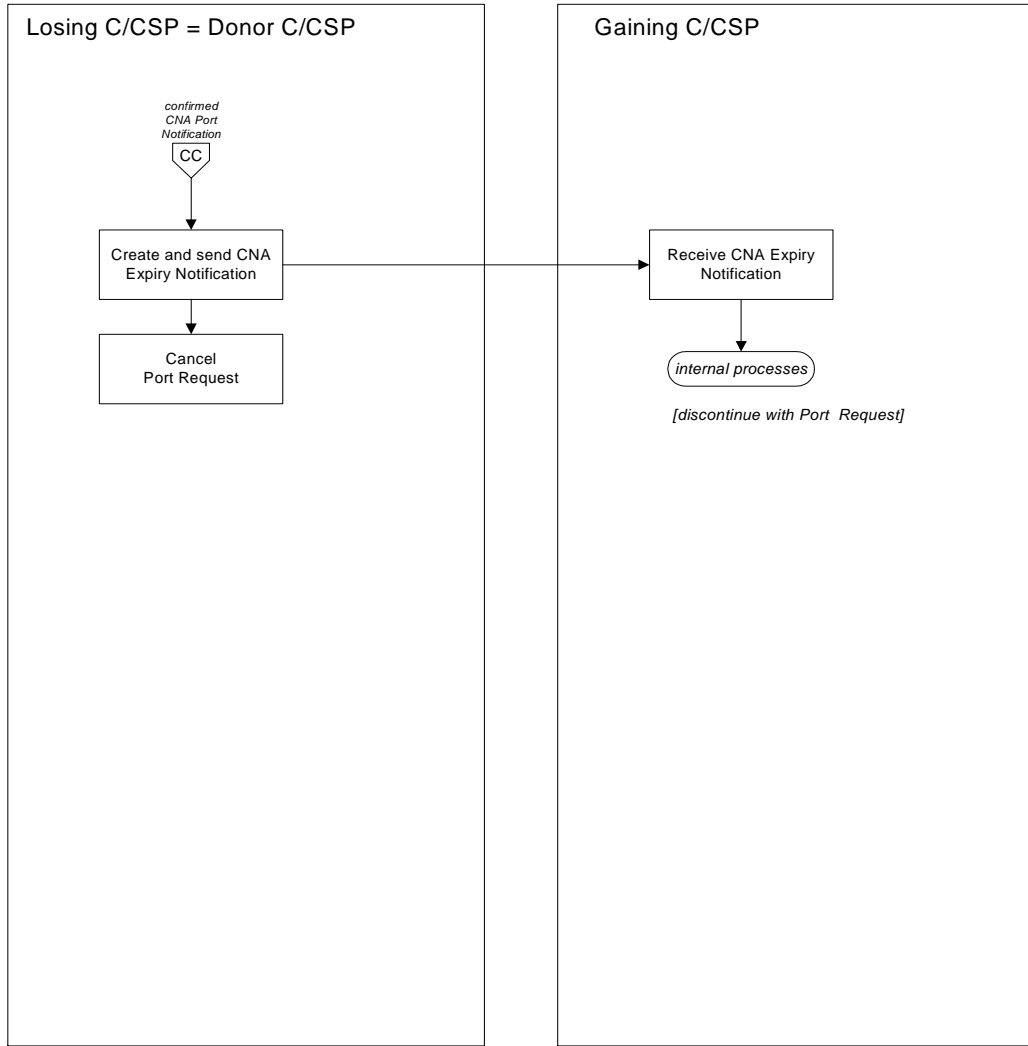 Losing C/CSP = Donor C/CSP
confirmed
CNA Port
Notification
CC
Create and send CNA
Expiry Notification
Cancel
Port Request
Gaining C/CSP
Receive CNA Expiry
Notification
internal processes
[discontinue with Port Request]